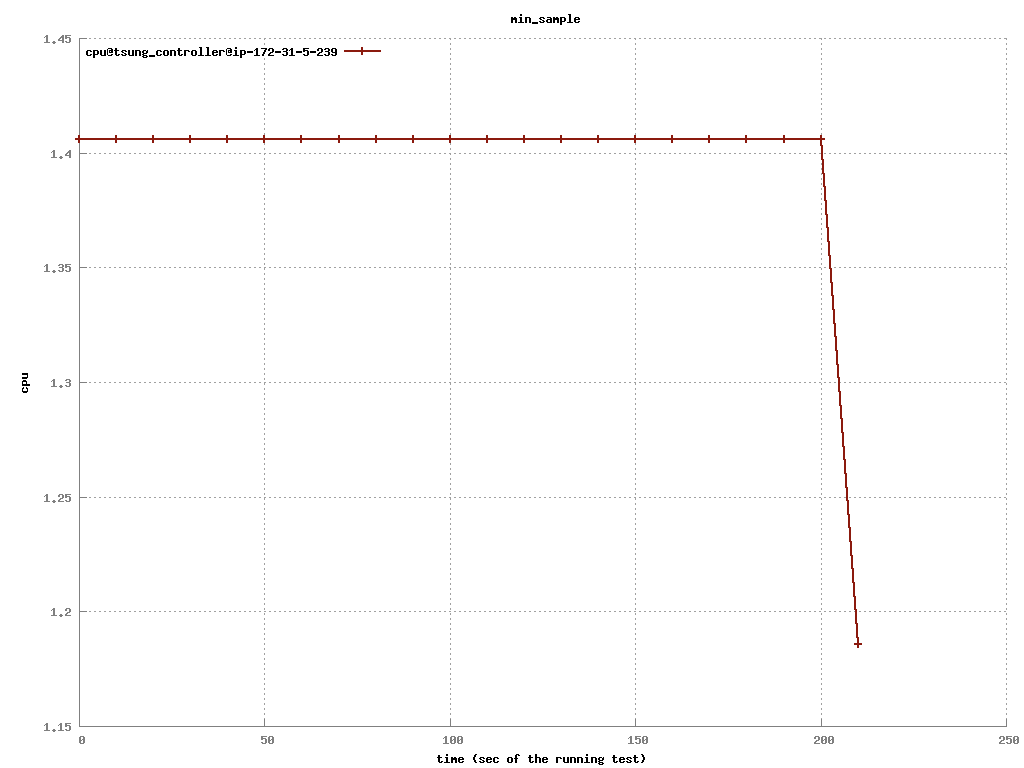 min_sample
1.45
cpu@tsung_controller@ip-172-31-5-239
1.4
1.35
1.3
cpu
1.25
1.2
1.15
0 50 100 150 200 250
time (sec of the running test)